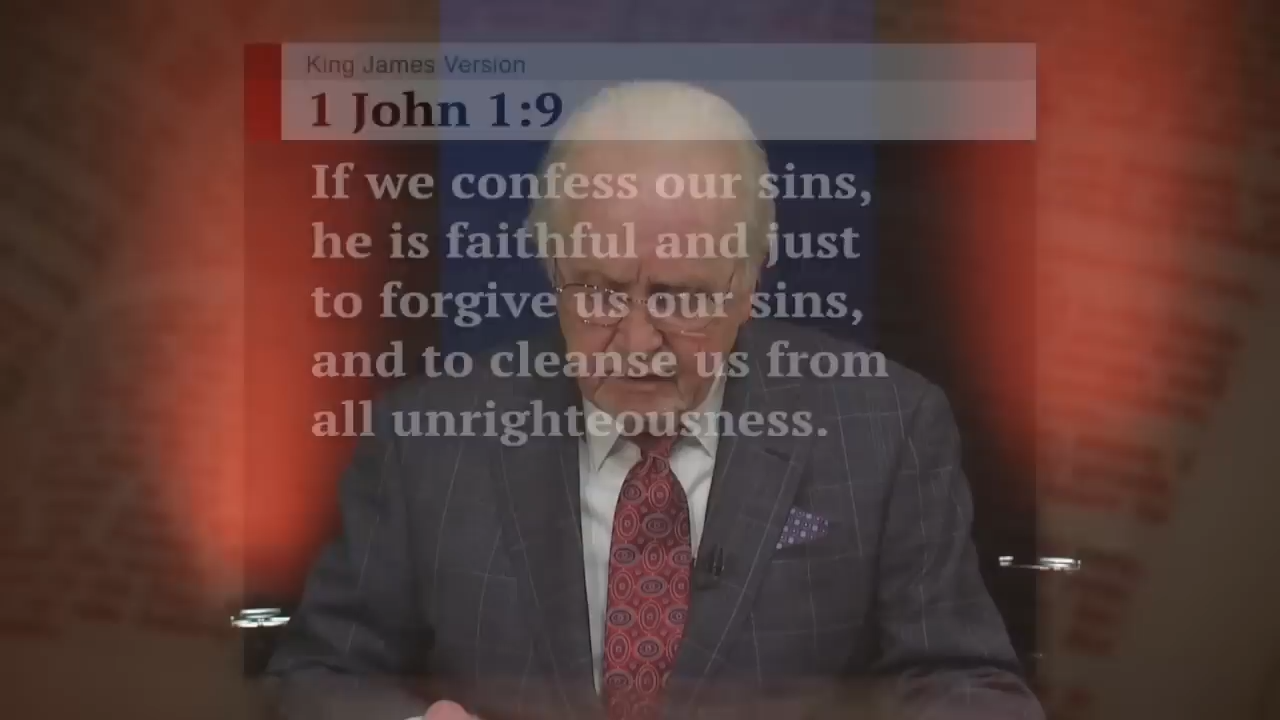 King James Version
1 John 1:9
If we confess our sins,
he is faithful and just
to forgive us our sins,
and to cleanse us from
all unrighteousness.